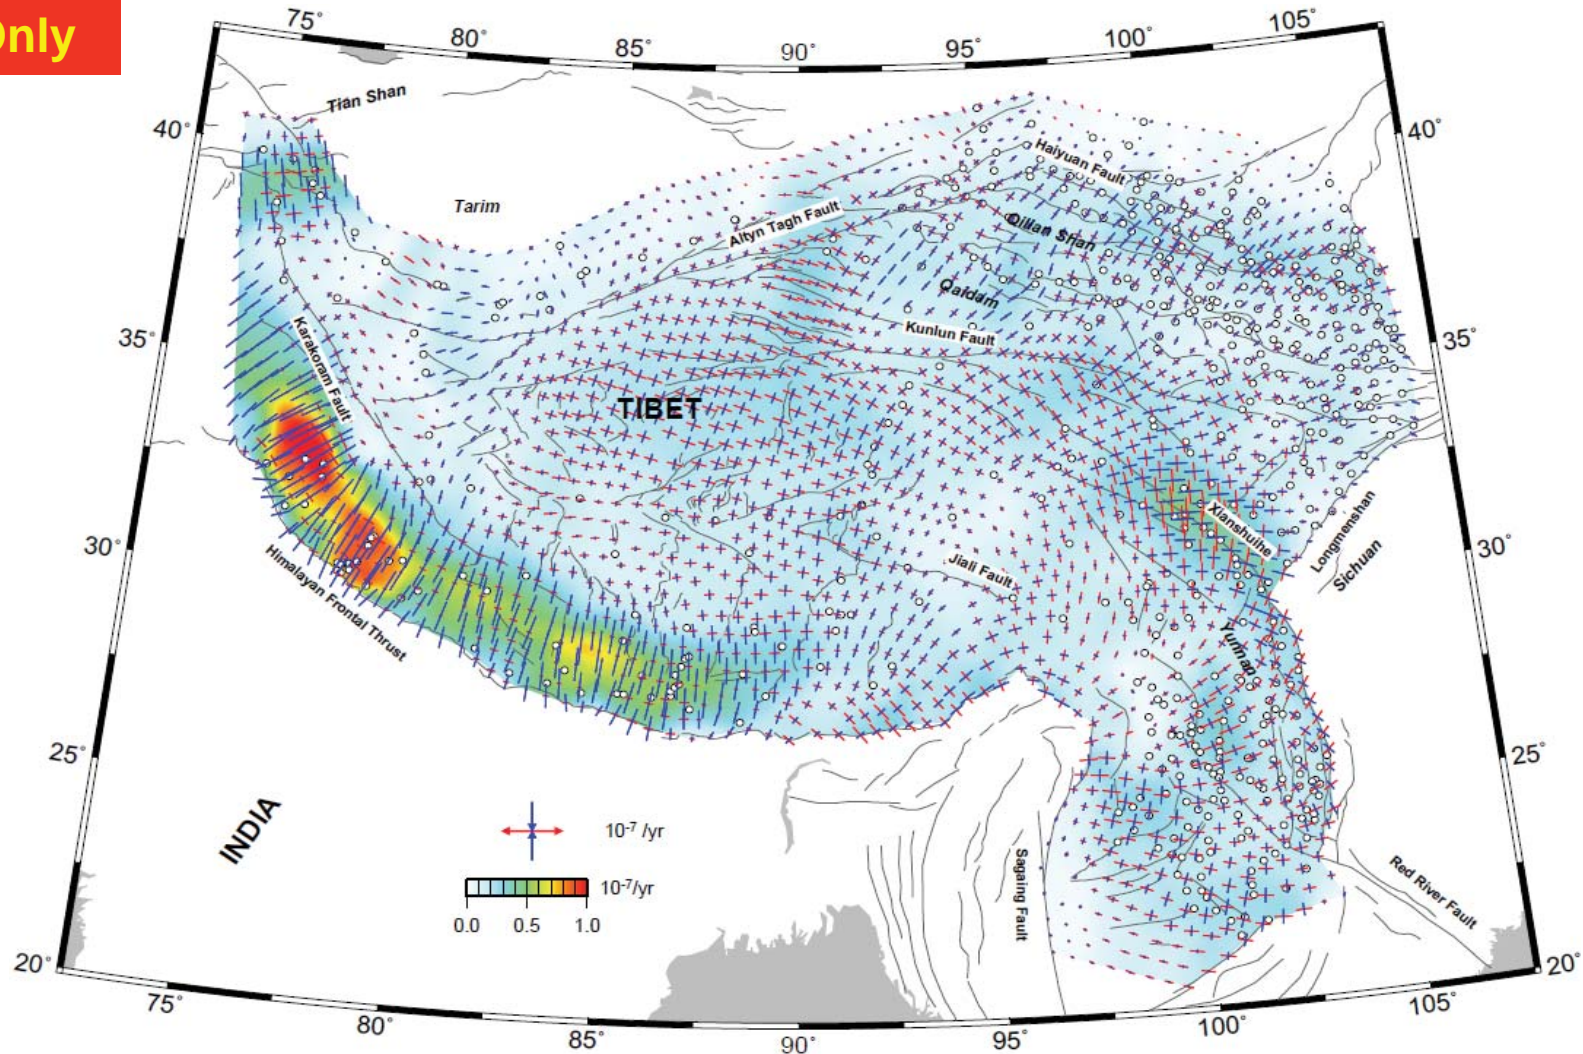 Only
75°
80°
85°
90°
95°
100°
105°
40°
40°
Tian Shan
Haiyuan Fault
Tarim
Altyn Tagh Fault
Qilian Shan
Qaidam
35°
Karakoram Fault
Kunlun Fault
35°
TIBET
Xianshuihe
Longmenshan
Sichuan
30°
30°
Jiali Fault
Himalayan Frontal Thrust
Yunnan
25°
25°
INDIA
10-7 /yr
10-7/yr
0.0 0.5 1.0
Sagaing Fault
Red River Fault
20°
20°
75°
80°
85°
90°
95°
100°
105°